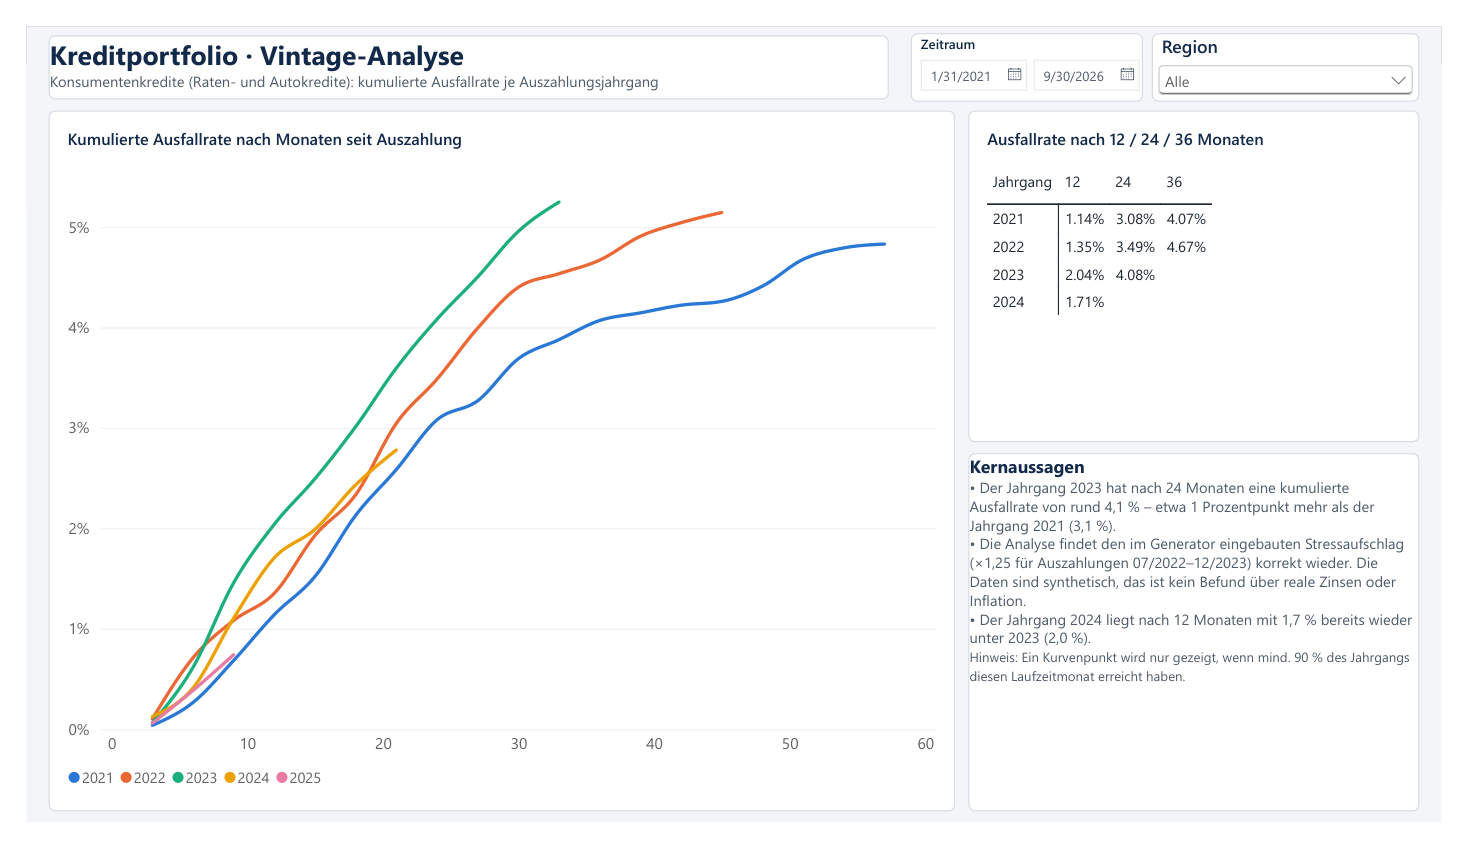 Kreditportfolio · Vintage-Analyse
Konsumentenkredite (Raten- und Autokredite): kumulierte Ausfallrate je Auszahlungsjahrgang
Zeitraum
1/31/2021 9/30/2026
Region
Alle
Kumulierte Ausfallrate nach Monaten seit Auszahlung
5%
4%
3%
2%
1%
0%
0 10 20 30 40 50 60
2021 2022 2023 2024 2025
Ausfallrate nach 12 / 24 / 36 Monaten
Jahrgang 12 24 36
2021 1.14% 3.08% 4.07%
2022 1.35% 3.49% 4.67%
2023 2.04% 4.08%
2024 1.71%
Kernaussagen
• Der Jahrgang 2023 hat nach 24 Monaten eine kumulierte
Ausfallrate von rund 4,1 % – etwa 1 Prozentpunkt mehr als der
Jahrgang 2021 (3,1 %).
• Die Analyse findet den im Generator eingebauten Stressaufschlag
(×1,25 für Auszahlungen 07/2022–12/2023) korrekt wieder. Die
Daten sind synthetisch, das ist kein Befund über reale Zinsen oder
Inflation.
• Der Jahrgang 2024 liegt nach 12 Monaten mit 1,7 % bereits wieder
unter 2023 (2,0 %).
Hinweis: Ein Kurvenpunkt wird nur gezeigt, wenn mind. 90 % des Jahrgangs
diesen Laufzeitmonat erreicht haben.